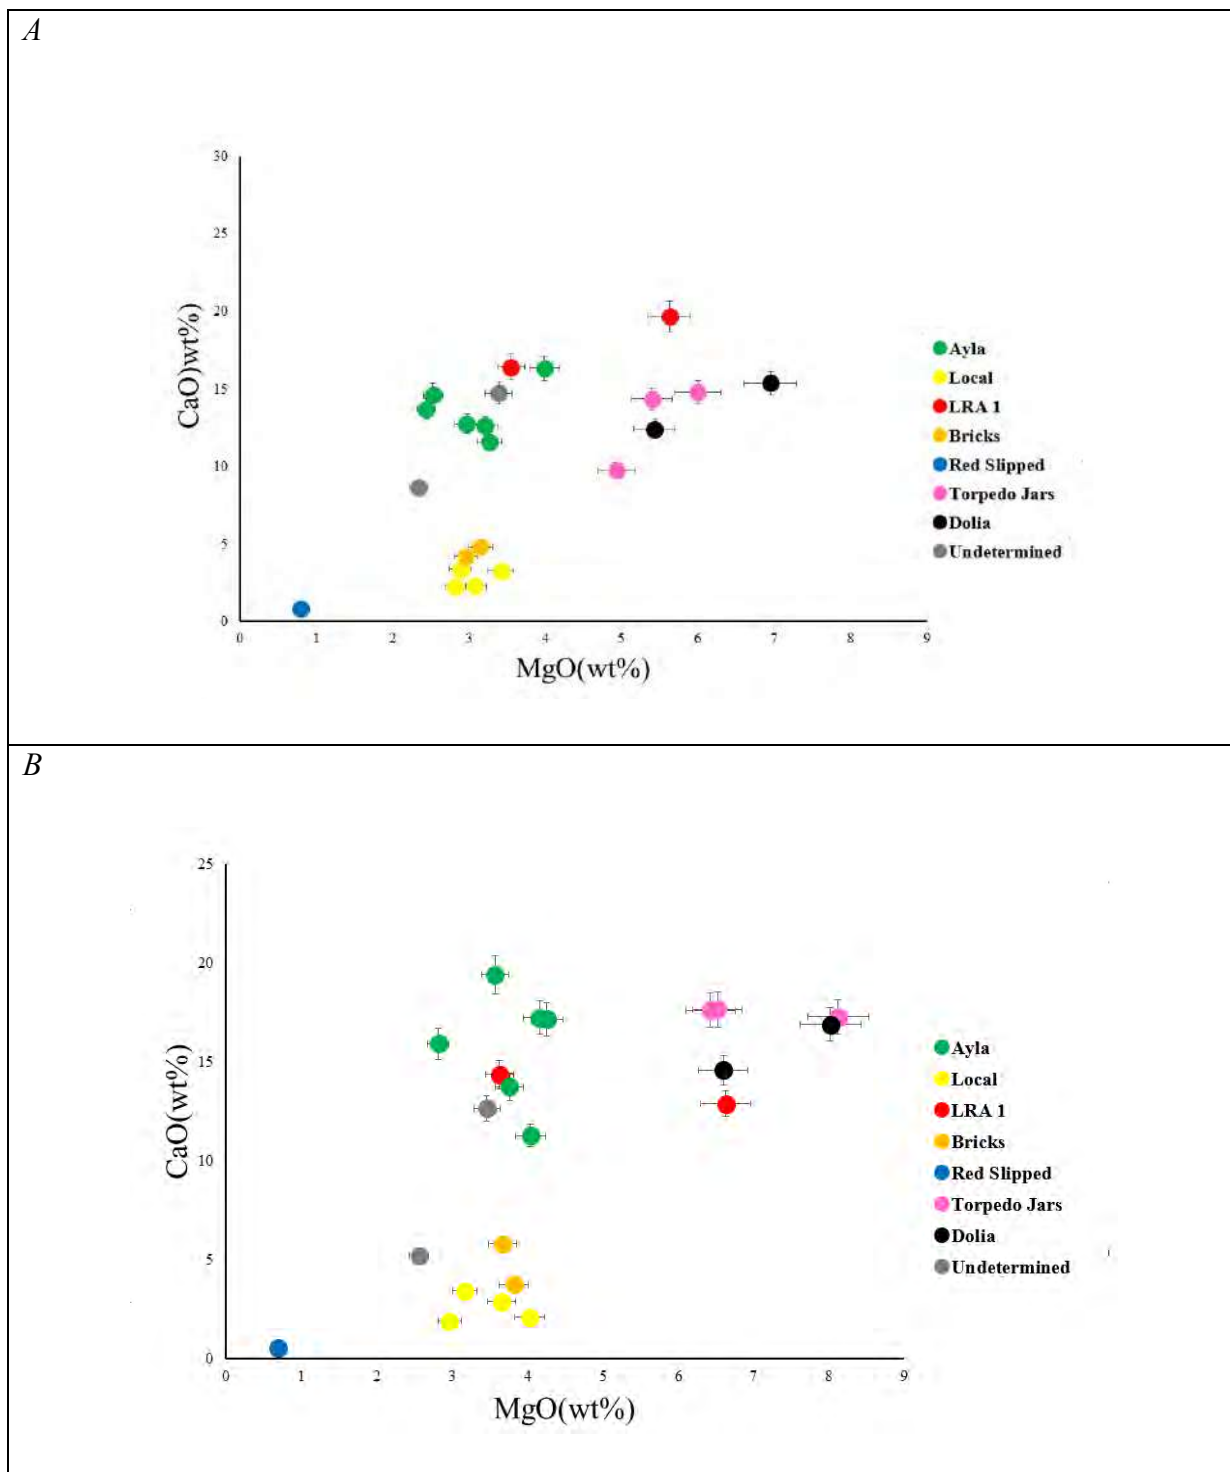 A
30
25
20
15
10
5
0
CaO)wt%)
0 1 2 3 4 5 6 7 8 9
MgO(wt%)
Ayla
Local
LRA 1
Bricks
Red Slipped
Torpedo Jars
Dolia
Undetermined
B
25
20
15
10
5
0
CaO(wt%)
0 1 2 3 4 5 6 7 8 9
MgO(wt%)
Ayla
Local
LRA 1
Bricks
Red Slipped
Torpedo Jars
Dolia
Undetermined